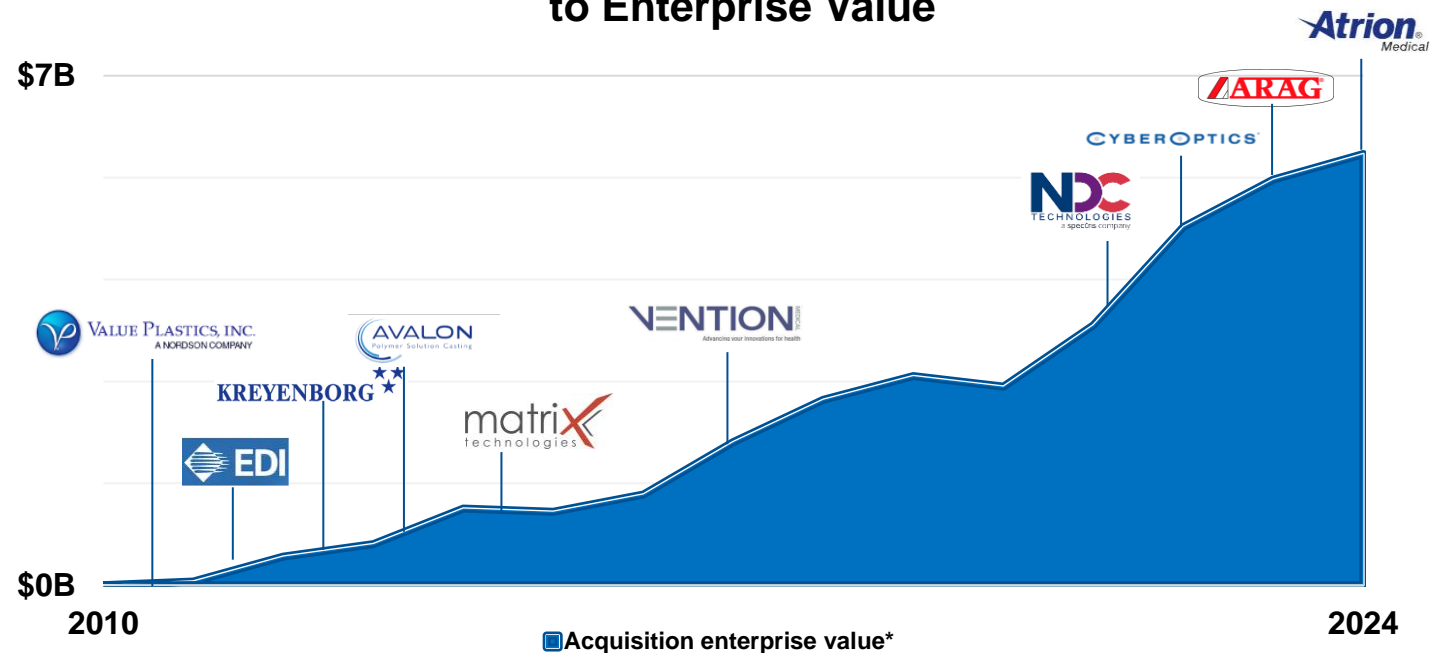 to Enterprise Value
Atrion®
Medical
$7B
ARAG
CYBEROPTICS
NDC
TECHNOLOGIES
a spectris company
VALUE PLASTICS, INC.
A NORDSON COMPANY
AVALON
Polymer Solution Casting
VENTION
MEDICAL
Advancing your innovations for health
KREYENBORG
matrix
technologies
EDI
$0B
2010
2024
Acquisition enterprise value*